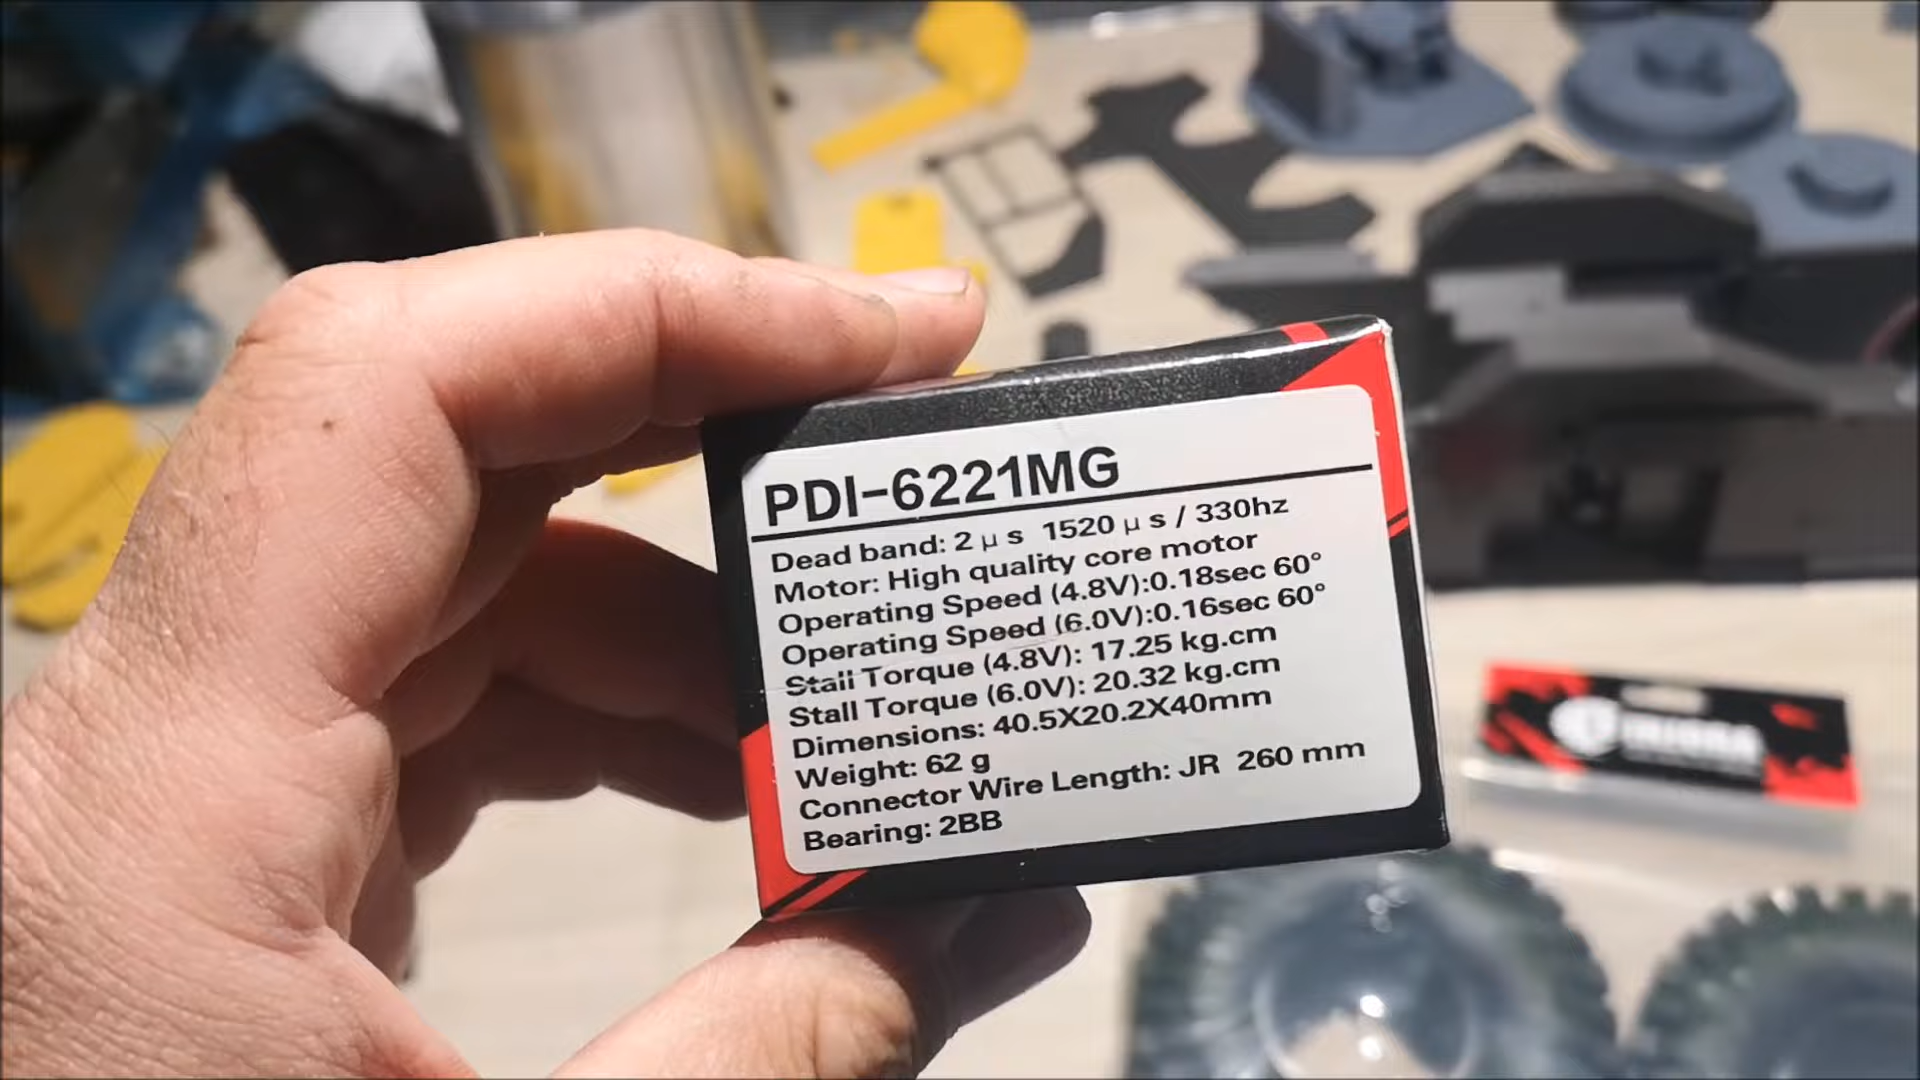 PDI-6221MG
Dead band: 2 μ s 1520 μ s / 330hz
Motor: High quality core motor
Operating Speed (4.8V):0.18sec 60°
Operating Speed (6.0V):0.16sec 60°
Stall Torque (4.8V): 17.25 kg.cm
Stall Torque (6.0V): 20.32 kg.cm
Dimensions: 40.5X20.2X40mm
Weight: 62 g
Connector Wire Length: JR 260 mm
Bearing: 2BB